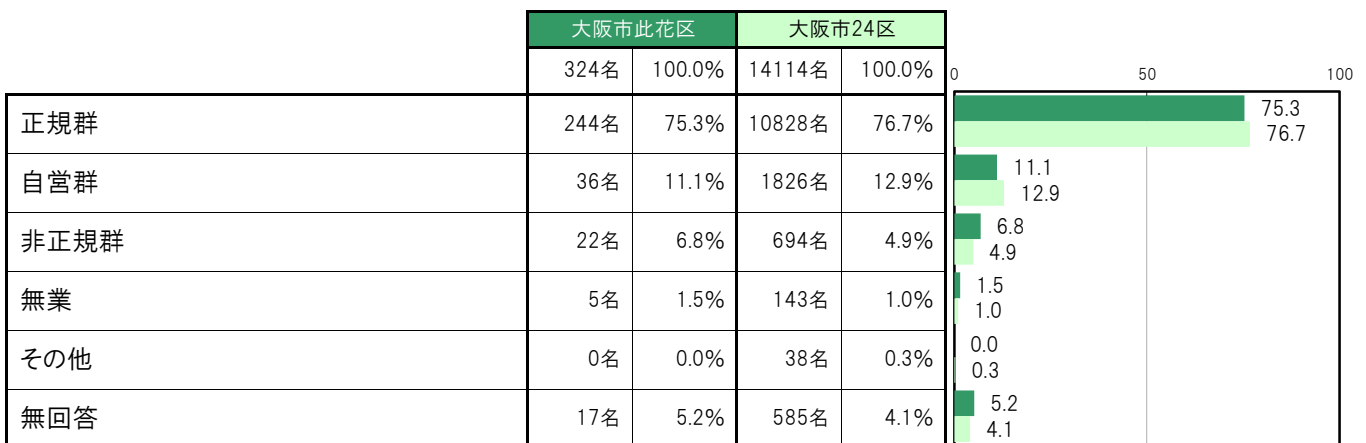 大阪市此花区 大阪市24区
324名 100.0% 14114名 100.0% 0 50 100
正規群 244名 75.3% 10828名 76.7% 75.3
76.7
自営群 36名 11.1% 1826名 12.9% 11.1
12.9
非正規群 22名 6.8% 694名 4.9% 6.8
4.9
無業 5名 1.5% 143名 1.0% 1.5
1.0
その他 0名 0.0% 38名 0.3% 0.0
0.3
無回答 17名 5.2% 585名 4.1% 5.2
4.1